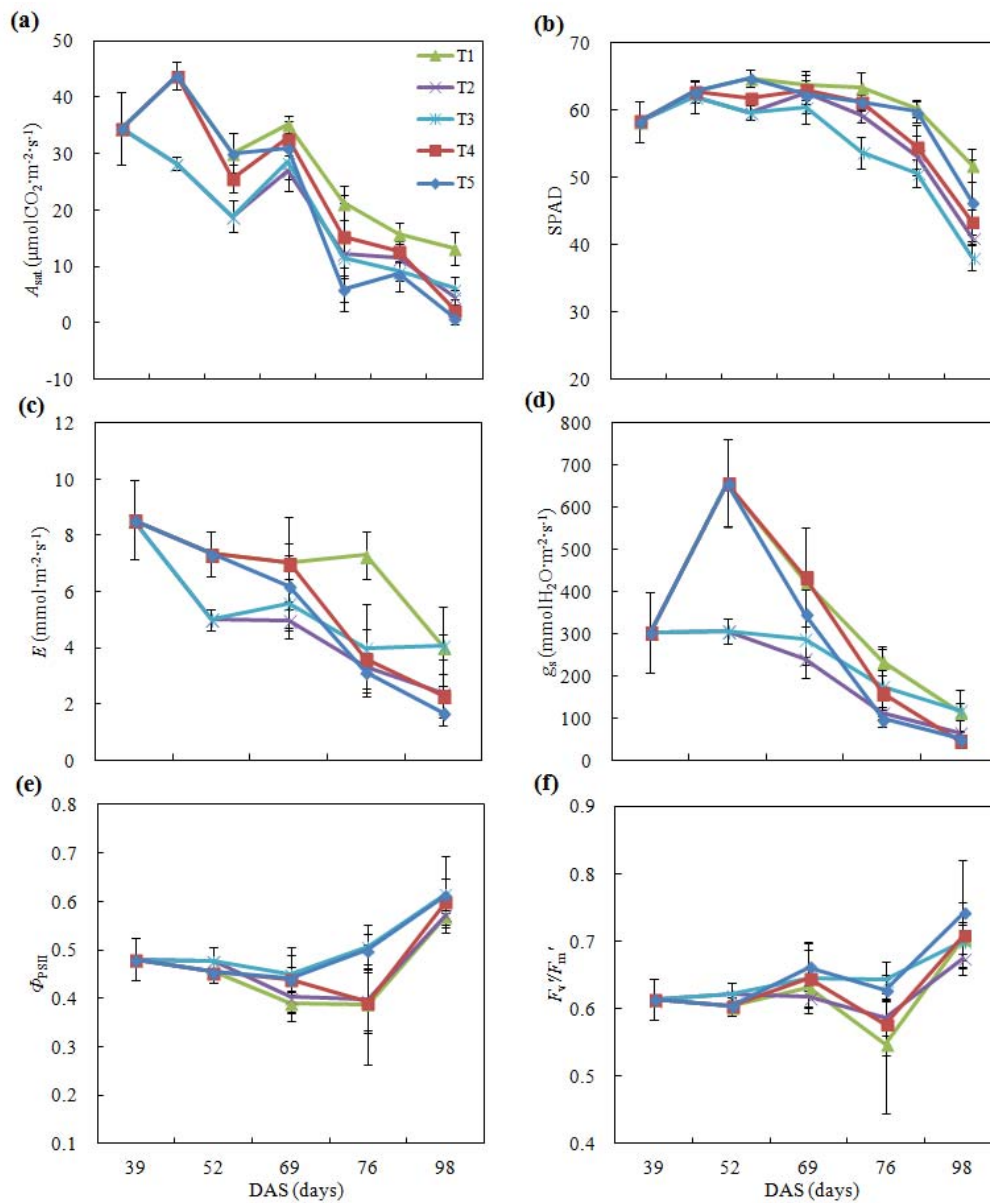 (a)
50
40
30
20
10
0
-10
A_sat (μmolCO₂·m⁻²·s⁻¹)
T1
T2
T3
T4
T5
(b)
70
60
50
40
30
20
SPAD
(c)
12
10
8
6
4
2
0
E (mmol·m⁻²·s⁻¹)
(d)
800
700
600
500
400
300
200
100
0
g_s (mmolH₂O·m⁻²·s⁻¹)
(e)
0.8
0.7
0.6
0.5
0.4
0.3
0.2
0.1
Φ_PSII
39 52 69 76 98
DAS (days)
(f)
0.9
0.8
0.7
0.6
0.5
0.4
F_v′/F_m′
39 52 69 76 98
DAS (days)